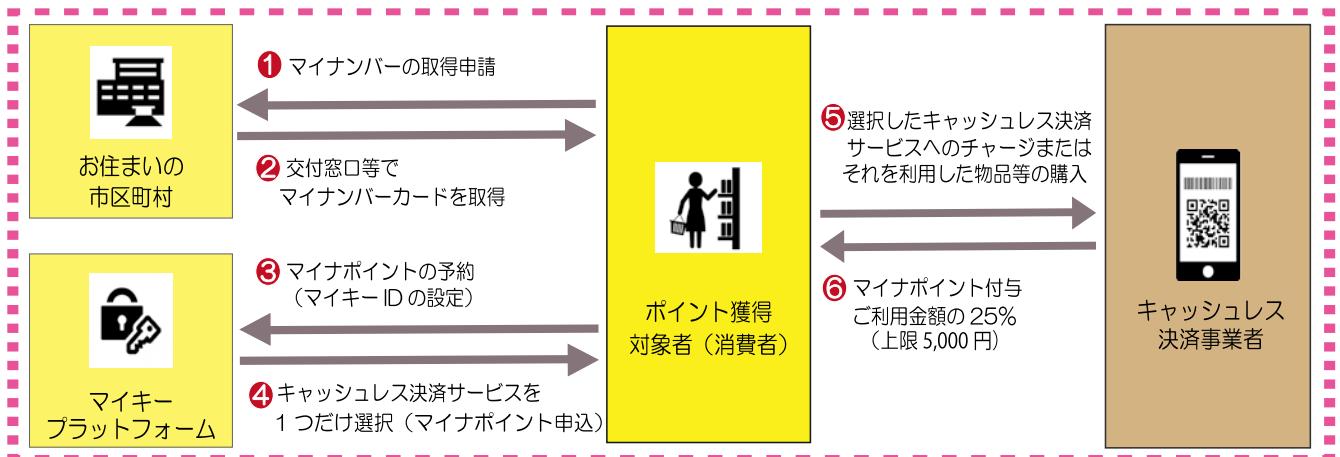 ❶ マイナンバーの取得申請
お住まいの
市区町村
❷ 交付窓口等で
マイナンバーカードを取得
❸ マイナポイントの予約
（マイキーIDの設定）
マイキー
プラットフォーム
❹ キャッシュレス決済サービスを
1つだけ選択（マイナポイント申込）
ポイント獲得
対象者（消費者）
❺ 選択したキャッシュレス決済
サービスへのチャージまたは
それを利用した物品等の購入
❻ マイナポイント付与
ご利用金額の25%
（上限5,000円）
キャッシュレス
決済事業者